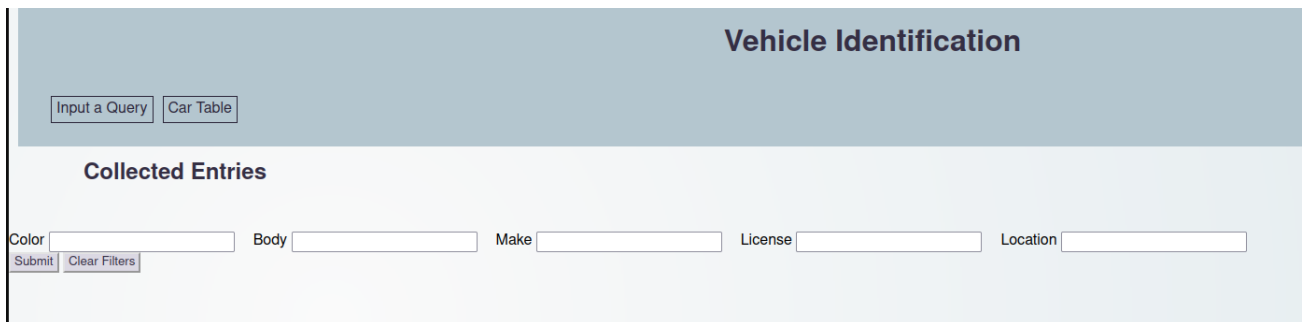 Vehicle Identification
Input a Query Car Table
Collected Entries
Color Body Make License Location
Submit Clear Filters